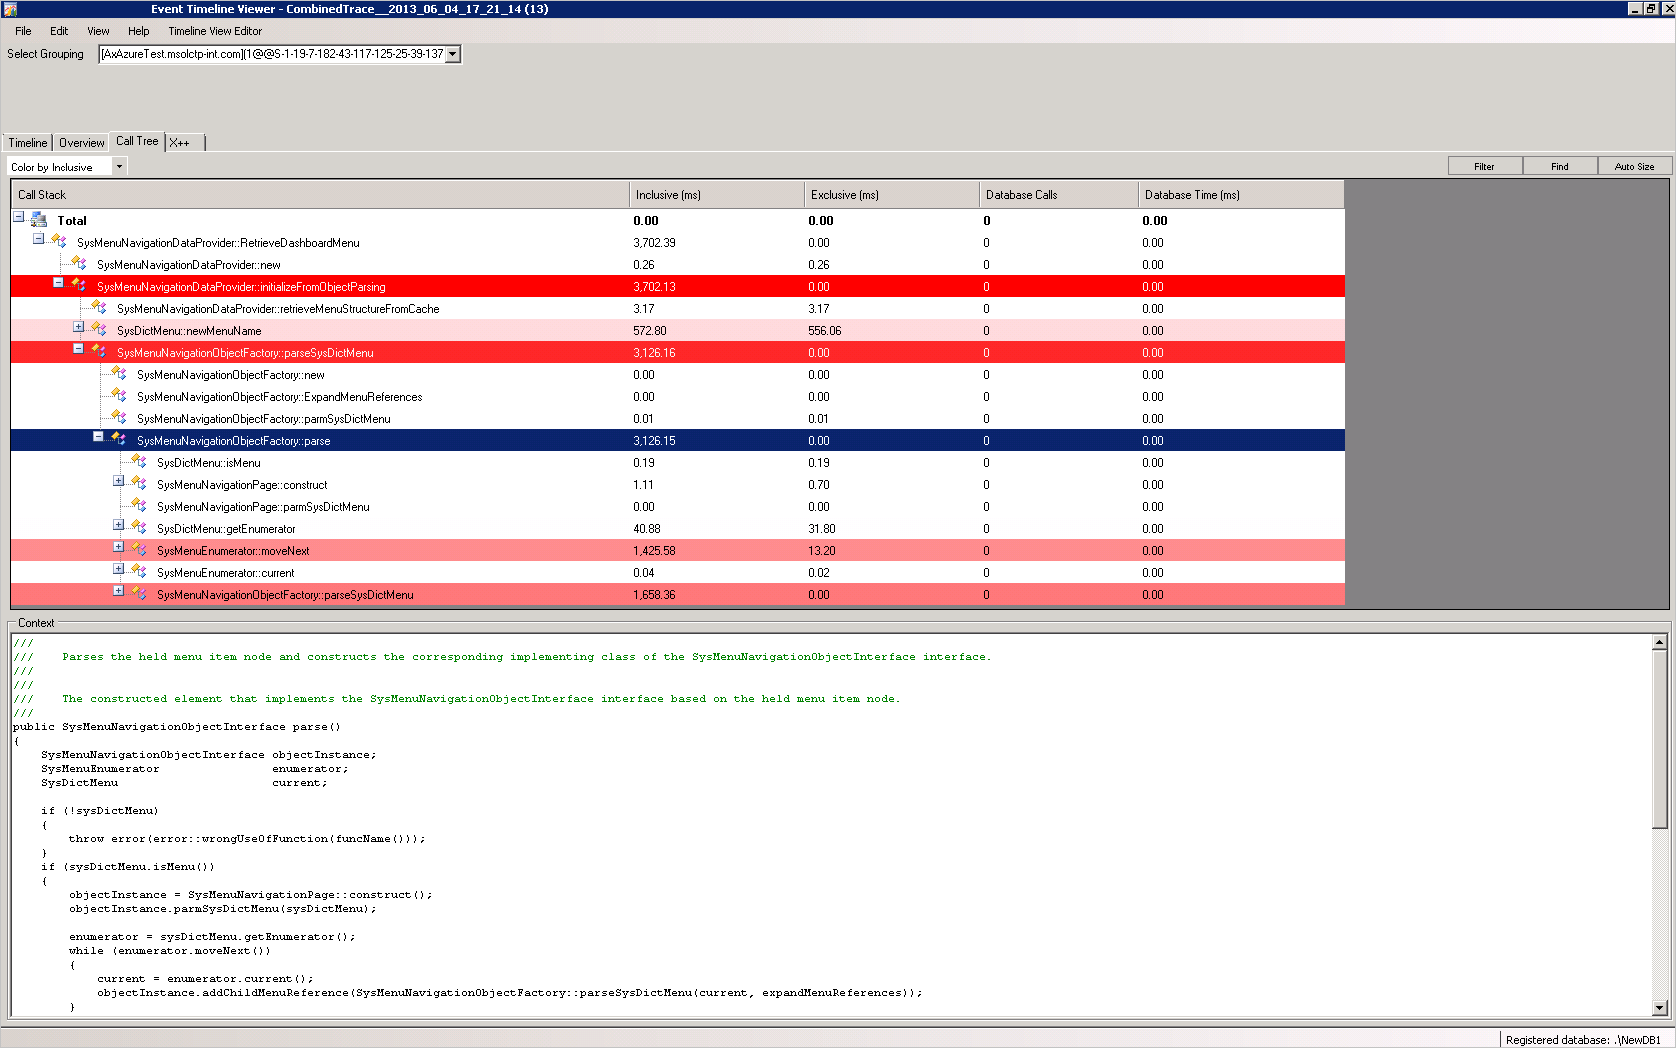 Event Timeline Viewer - CombinedTrace__2013_06_04_17_21_14 (13)
File Edit View Help Timeline View Editor
Select Grouping [AxAzureTest.msolctp-int.com](1@@S-1-19-7-182-43-117-125-25-39-137
Timeline Overview Call Tree X++
Color by Inclusive Filter Find Auto Size
Call Stack Inclusive (ms) Exclusive (ms) Database Calls Database Time (ms)
Total 0.00 0.00 0 0.00
SysMenuNavigationDataProvider::RetrieveDashboardMenu 3,702.39 0.00 0 0.00
SysMenuNavigationDataProvider::new 0.26 0.26 0 0.00
SysMenuNavigationDataProvider::initializeFromObjectParsing 3,702.13 0.00 0 0.00
SysMenuNavigationDataProvider::retrieveMenuStructureFromCache 3.17 3.17 0 0.00
SysDictMenu::newMenuName 572.80 556.06 0 0.00
SysMenuNavigationObjectFactory::parseSysDictMenu 3,126.16 0.00 0 0.00
SysMenuNavigationObjectFactory::new 0.00 0.00 0 0.00
SysMenuNavigationObjectFactory::ExpandMenuReferences 0.00 0.00 0 0.00
SysMenuNavigationObjectFactory::parmSysDictMenu 0.01 0.01 0 0.00
SysMenuNavigationObjectFactory::parse 3,126.15 0.00 0 0.00
SysDictMenu::isMenu 0.19 0.19 0 0.00
SysMenuNavigationPage::construct 1.11 0.70 0 0.00
SysMenuNavigationPage::parmSysDictMenu 0.00 0.00 0 0.00
SysDictMenu::getEnumerator 40.88 31.80 0 0.00
SysMenuEnumerator::moveNext 1,425.58 13.20 0 0.00
SysMenuEnumerator::current 0.04 0.02 0 0.00
SysMenuNavigationObjectFactory::parseSysDictMenu 1,658.36 0.00 0 0.00
Context
///
///    Parses the held menu item node and constructs the corresponding implementing class of the SysMenuNavigationObjectInterface interface.
///
///
///    The constructed element that implements the SysMenuNavigationObjectInterface interface based on the held menu item node.
///
public SysMenuNavigationObjectInterface parse()
{
    SysMenuNavigationObjectInterface objectInstance;
    SysMenuEnumerator                enumerator;
    SysDictMenu                      current;
    if (!sysDictMenu)
    {
        throw error(error::wrongUseOfFunction(funcName()));
    }
    if (sysDictMenu.isMenu())
    {
        objectInstance = SysMenuNavigationPage::construct();
        objectInstance.parmSysDictMenu(sysDictMenu);
        enumerator = sysDictMenu.getEnumerator();
        while (enumerator.moveNext())
        {
            current = enumerator.current();
            objectInstance.addChildMenuReference(SysMenuNavigationObjectFactory::parseSysDictMenu(current, expandMenuReferences));
        }
Registered database: .\NewDB1